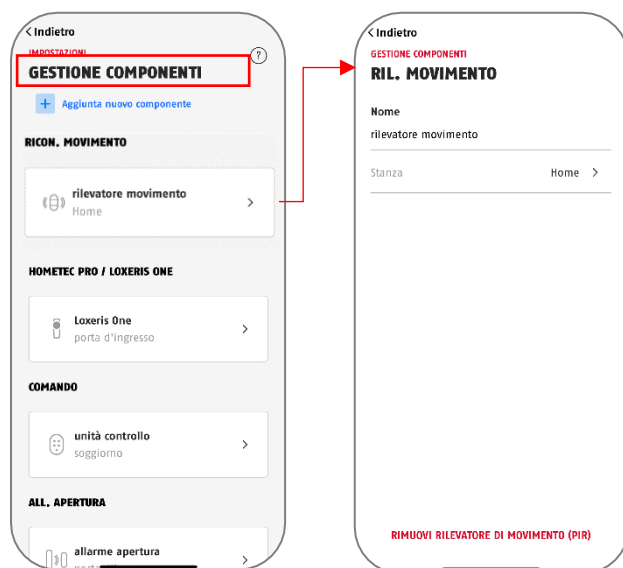 Indietro
IMPOSTAZIONI
?
GESTIONE COMPONENTI
+ Aggiunta nuovo componente
RICON. MOVIMENTO
rilevatore movimento
Home
HOMETEC PRO / LOXERIS ONE
Loxeris One
porta d'ingresso
COMANDO
unità controllo
soggiorno
ALL. APERTURA
allarme apertura
Indietro
GESTIONE COMPONENTI
RIL. MOVIMENTO
Nome
rilevatore movimento
Stanza Home
RIMUOVI RILEVATORE DI MOVIMENTO (PIR)